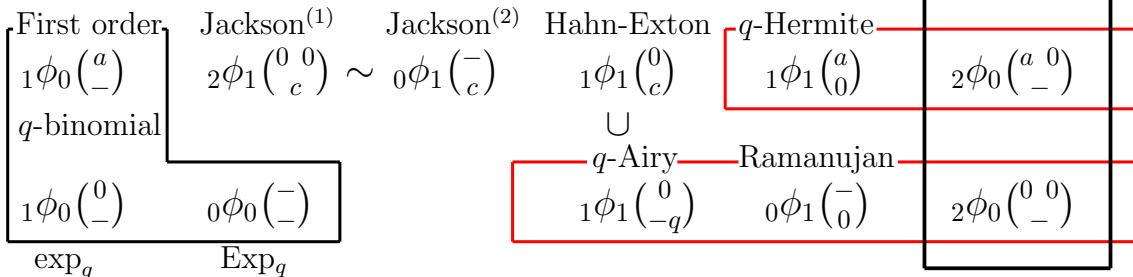 First order Jackson⁽¹⁾ Jackson⁽²⁾ Hahn-Exton q-Hermite
₁ϕ₀(a / −) ₂ϕ₁(0 0 / c) ∼ ₀ϕ₁(− / c) ₁ϕ₁(0 / c) ₁ϕ₁(a / 0) ₂ϕ₀(a 0 / −)
q-binomial ∪
q-Airy Ramanujan
₁ϕ₀(0 / −) ₀ϕ₀(− / −) ₁ϕ₁(0 / −q) ₀ϕ₁(− / 0) ₂ϕ₀(0 0 / −)
exp_q Exp_q